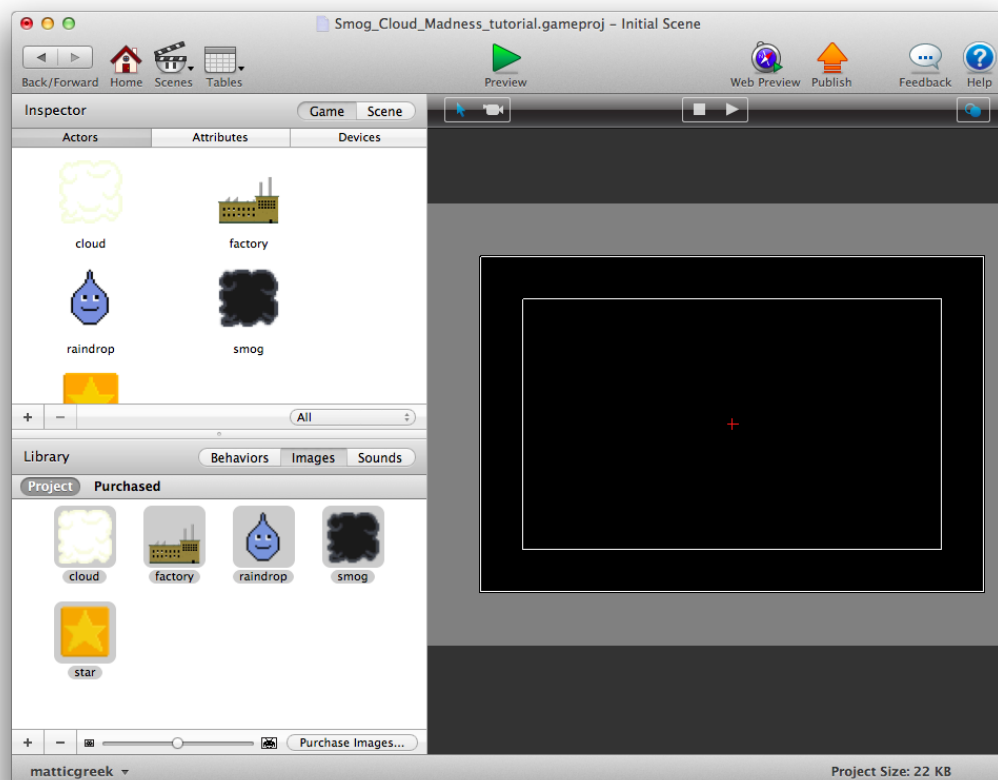 Smog_Cloud_Madness_tutorial.gameproj – Initial Scene
Back/Forward Home Scenes Tables Preview Web Preview Publish Feedback Help
Inspector Game Scene
Actors Attributes Devices
cloud factory
raindrop smog
+ − All
Library Behaviors Images Sounds
Project Purchased
cloud factory raindrop smog
star
+ − Purchase Images...
matticgreek Project Size: 22 KB